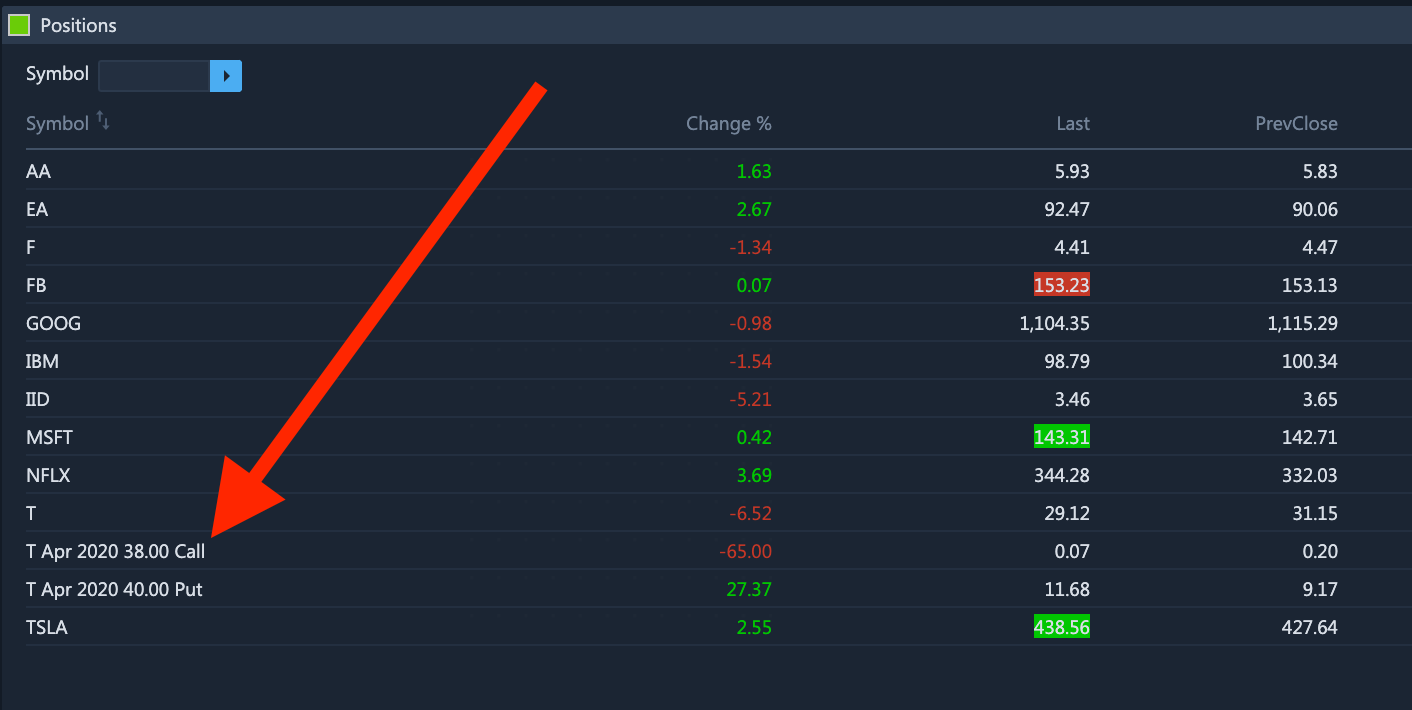 Positions
Symbol
Symbol Change % Last PrevClose
AA 1.63 5.93 5.83
EA 2.67 92.47 90.06
F -1.34 4.41 4.47
FB 0.07 153.23 153.13
GOOG -0.98 1,104.35 1,115.29
IBM -1.54 98.79 100.34
IID -5.21 3.46 3.65
MSFT 0.42 143.31 142.71
NFLX 3.69 344.28 332.03
T -6.52 29.12 31.15
T Apr 2020 38.00 Call -65.00 0.07 0.20
T Apr 2020 40.00 Put 27.37 11.68 9.17
TSLA 2.55 438.56 427.64